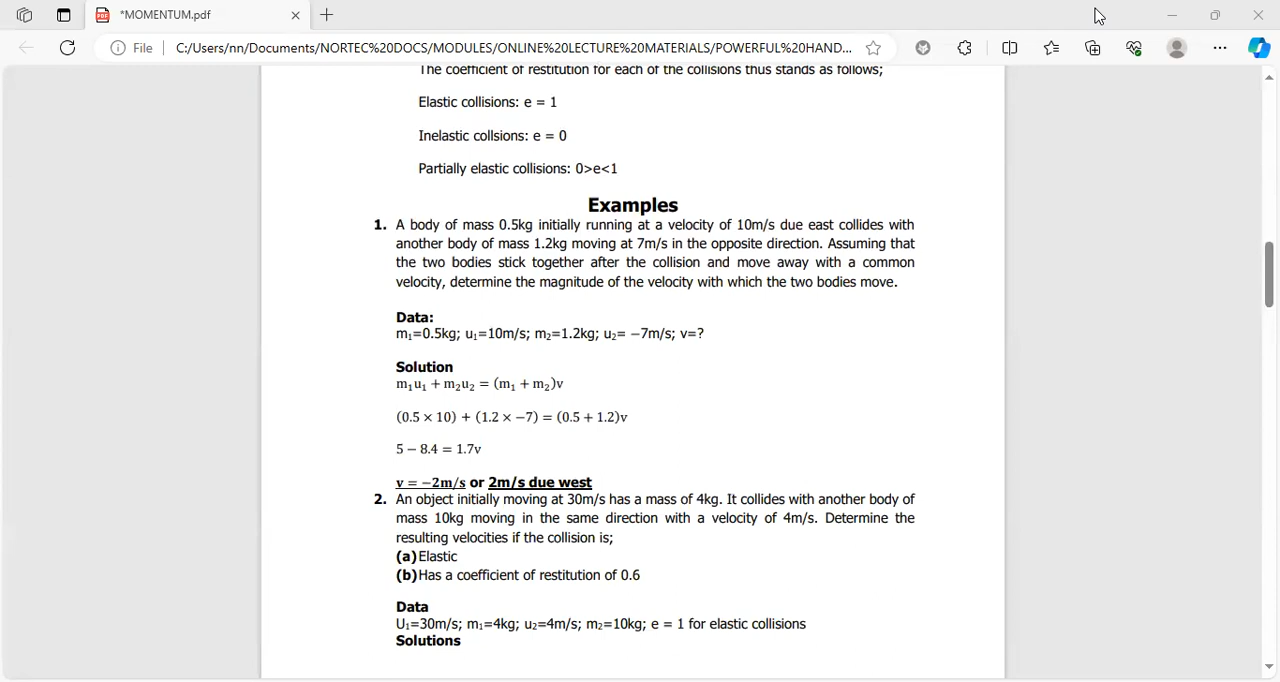 *MOMENTUM.pdf
File
C:/Users/nn/Documents/NORTEC%20DOCS/MODULES/ONLINE%20LECTURE%20MATERIALS/POWERFUL%20HAND...
The coefficient of restitution for each of the collisions thus stands as follows;
Elastic collisions: e = 1
Inelastic collsions: e = 0
Partially elastic collisions: 0>e<1
Examples
1. A body of mass 0.5kg initially running at a velocity of 10m/s due east collides with
another body of mass 1.2kg moving at 7m/s in the opposite direction. Assuming that
the two bodies stick together after the collision and move away with a common
velocity, determine the magnitude of the velocity with which the two bodies move.
Data:
m₁=0.5kg; u₁=10m/s; m₂=1.2kg; u₂= −7m/s; v=?
Solution
m₁u₁ + m₂u₂ = (m₁ + m₂)v
(0.5 × 10) + (1.2 × −7) = (0.5 + 1.2)v
5 − 8.4 = 1.7v
v = −2m/s or 2m/s due west
2. An object initially moving at 30m/s has a mass of 4kg. It collides with another body of
mass 10kg moving in the same direction with a velocity of 4m/s. Determine the
resulting velocities if the collision is;
(a) Elastic
(b) Has a coefficient of restitution of 0.6
Data
U₁=30m/s; m₁=4kg; u₂=4m/s; m₂=10kg; e = 1 for elastic collisions
Solutions